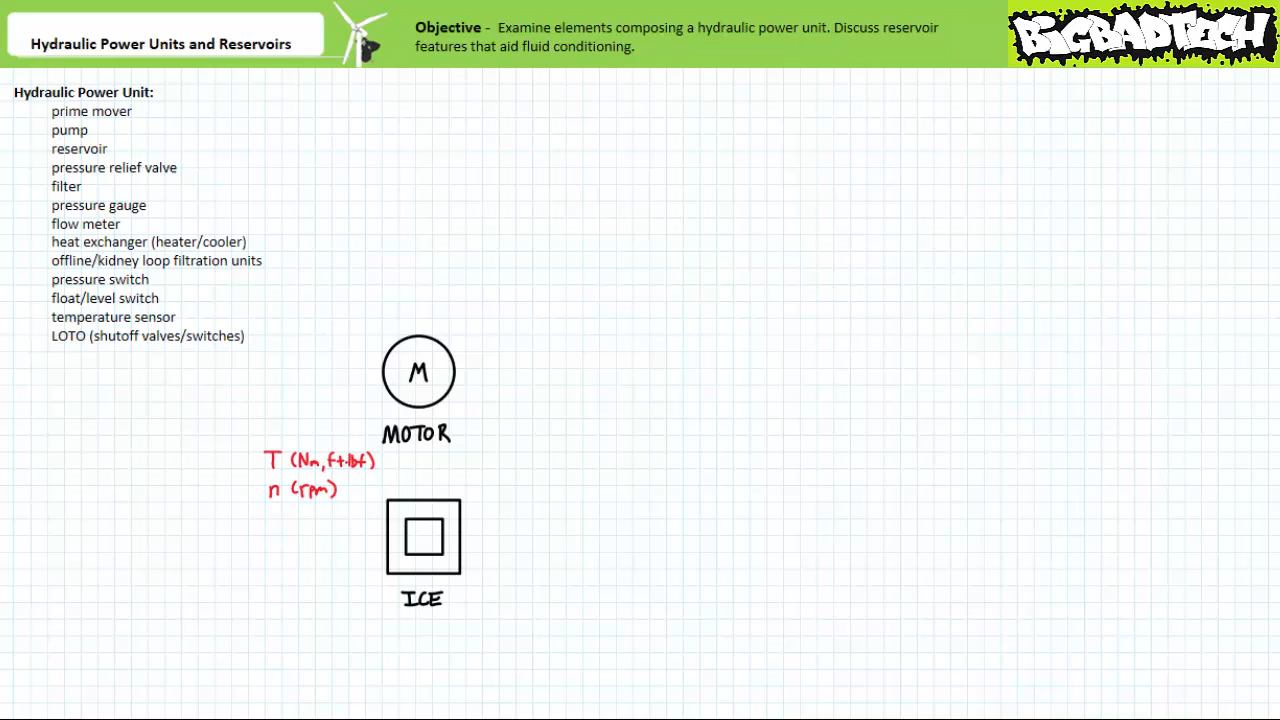 Hydraulic Power Units and Reservoirs
Objective - Examine elements composing a hydraulic power unit. Discuss reservoir
features that aid fluid conditioning.
BIGBADTECH
Hydraulic Power Unit:
prime mover
pump
reservoir
pressure relief valve
filter
pressure gauge
flow meter
heat exchanger (heater/cooler)
offline/kidney loop filtration units
pressure switch
float/level switch
temperature sensor
LOTO (shutoff valves/switches)
M
MOTOR
T (Nm, ft·lbf)
n (rpm)
ICE